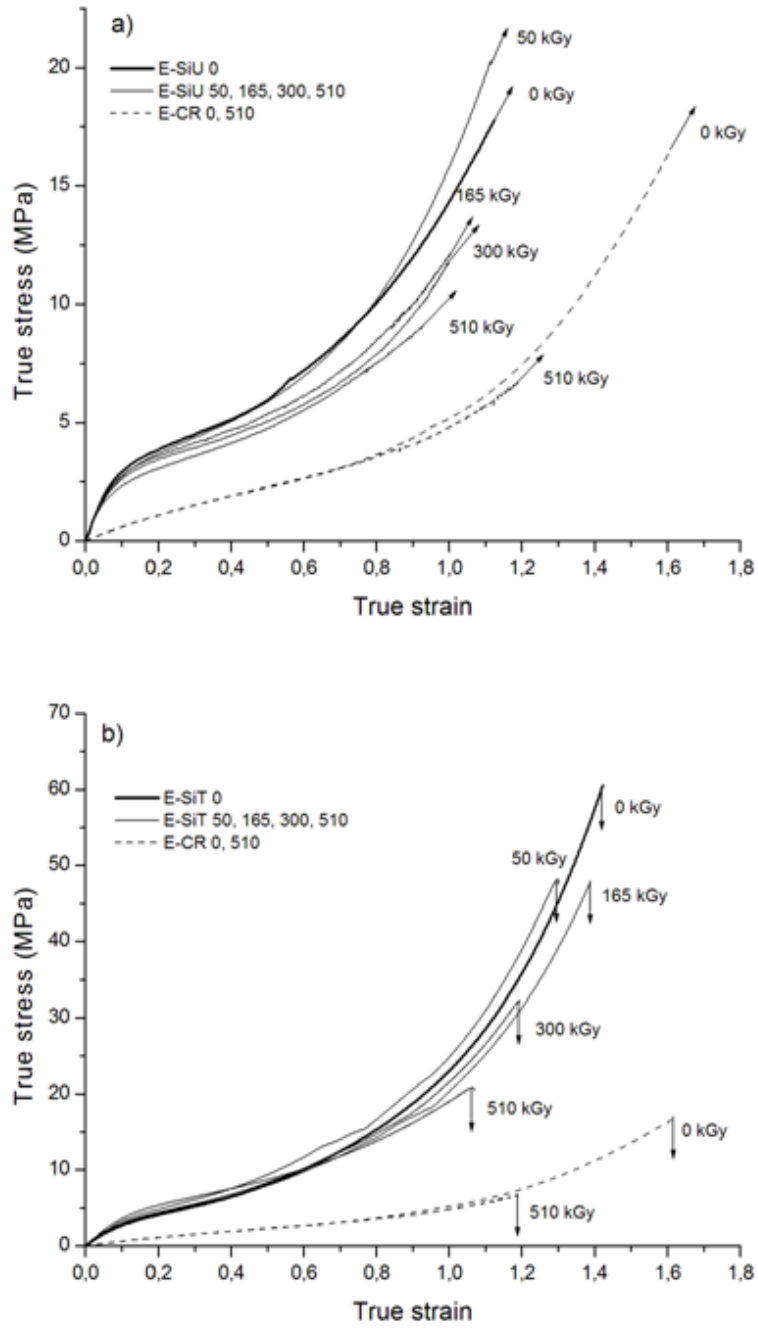 a)
E-SiU 0
E-SiU 50, 165, 300, 510
E-CR 0, 510
50 kGy
0 kGy
0 kGy
165 kGy
300 kGy
510 kGy
510 kGy
True stress (MPa)
20
15
10
5
0
0,0 0,2 0,4 0,6 0,8 1,0 1,2 1,4 1,6 1,8
True strain
b)
E-SiT 0
E-SiT 50, 165, 300, 510
E-CR 0, 510
0 kGy
50 kGy
165 kGy
300 kGy
510 kGy
0 kGy
510 kGy
True stress (MPa)
70
60
50
40
30
20
10
0
0,0 0,2 0,4 0,6 0,8 1,0 1,2 1,4 1,6 1,8
True strain